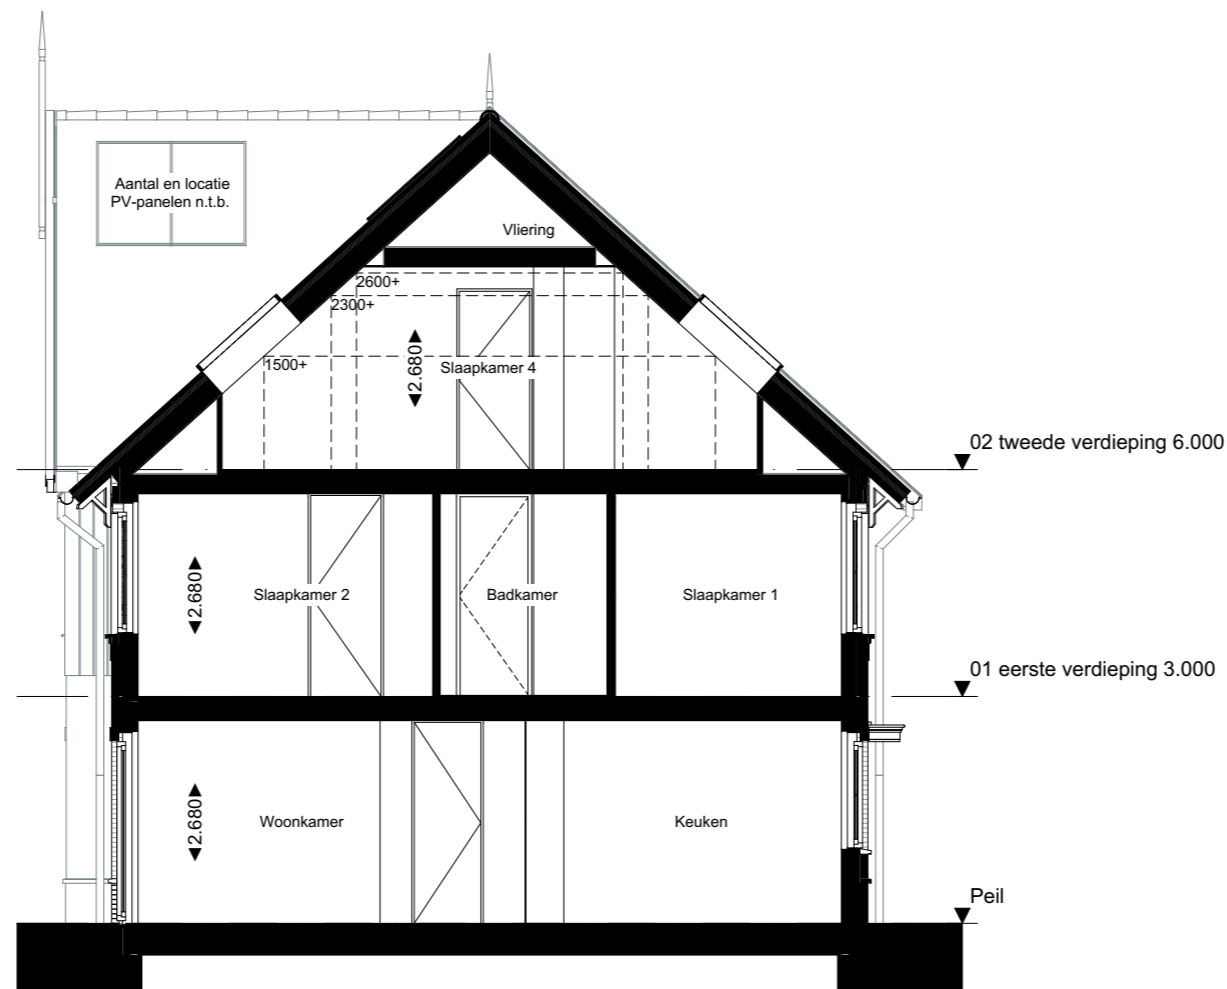 Aantal en locatie
PV-panelen n.t.b.
Vliering
2600+
2300+
1500+
2.680
Slaapkamer 4
02 tweede verdieping 6.000
2.680
Slaapkamer 2
Badkamer
Slaapkamer 1
01 eerste verdieping 3.000
2.680
Woonkamer
Keuken
Peil